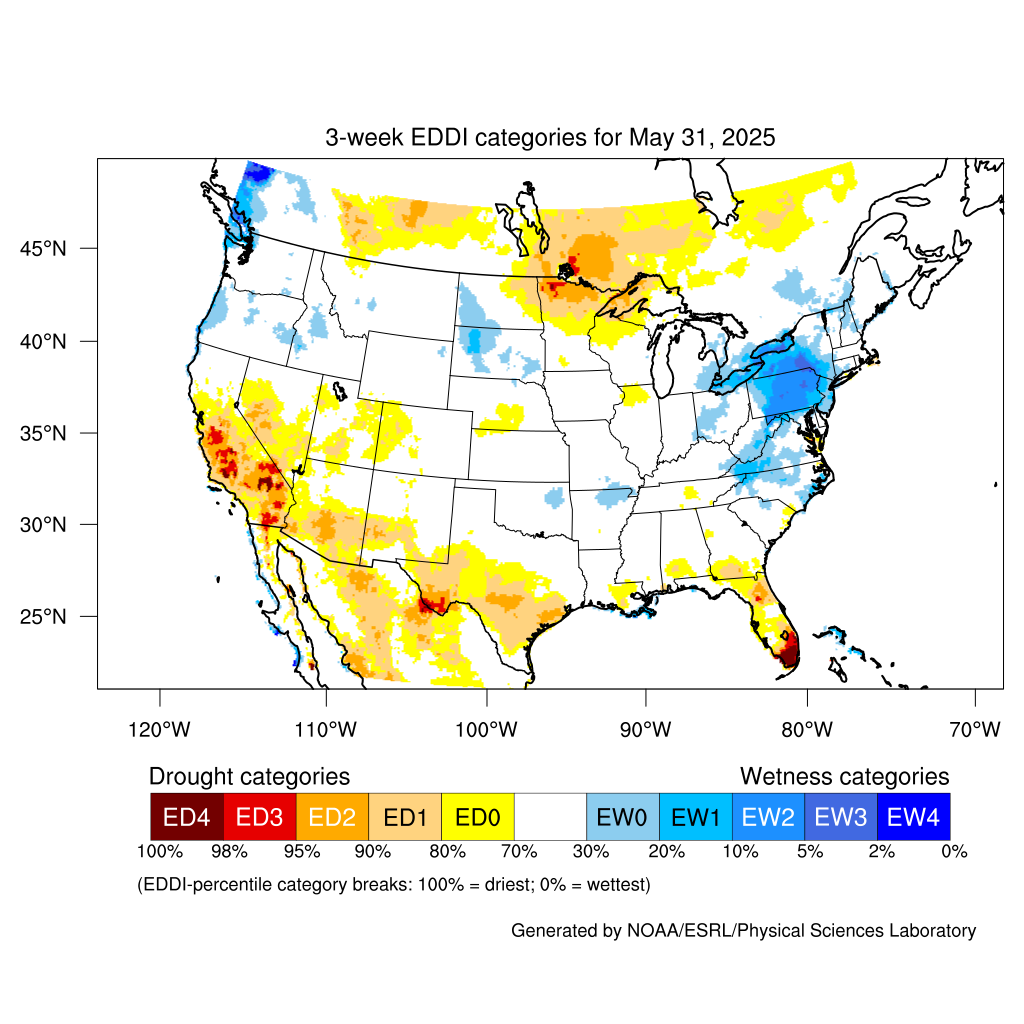 3-week EDDI categories for May 31, 2025
45°N
40°N
35°N
30°N
25°N
120°W 110°W 100°W 90°W 80°W 70°W
Drought categories Wetness categories
ED4 ED3 ED2 ED1 ED0 EW0 EW1 EW2 EW3 EW4
100% 98% 95% 90% 80% 70% 30% 20% 10% 5% 2% 0%
(EDDI-percentile category breaks: 100% = driest; 0% = wettest)
Generated by NOAA/ESRL/Physical Sciences Laboratory